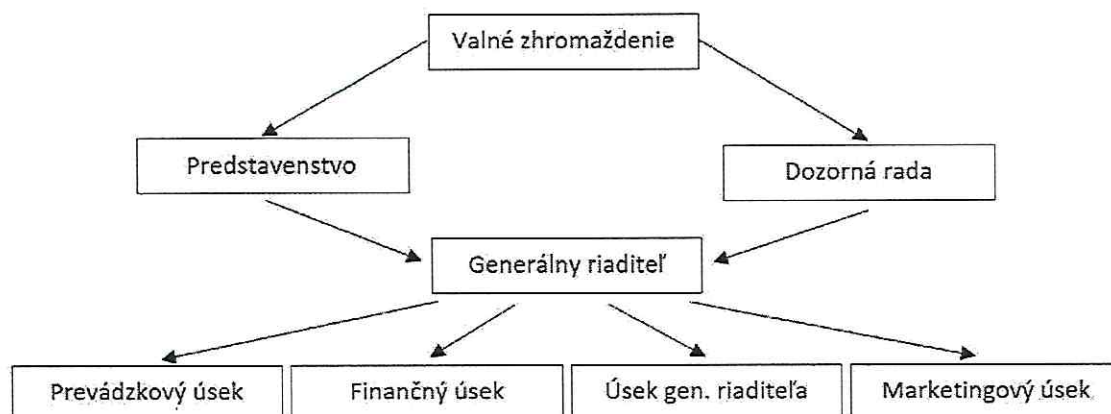 Valné zhromaždenie
Predstavenstvo
Dozorná rada
Generálny riaditeľ
Prevádzkový úsek
Finančný úsek
Úsek gen. riaditeľa
Marketingový úsek